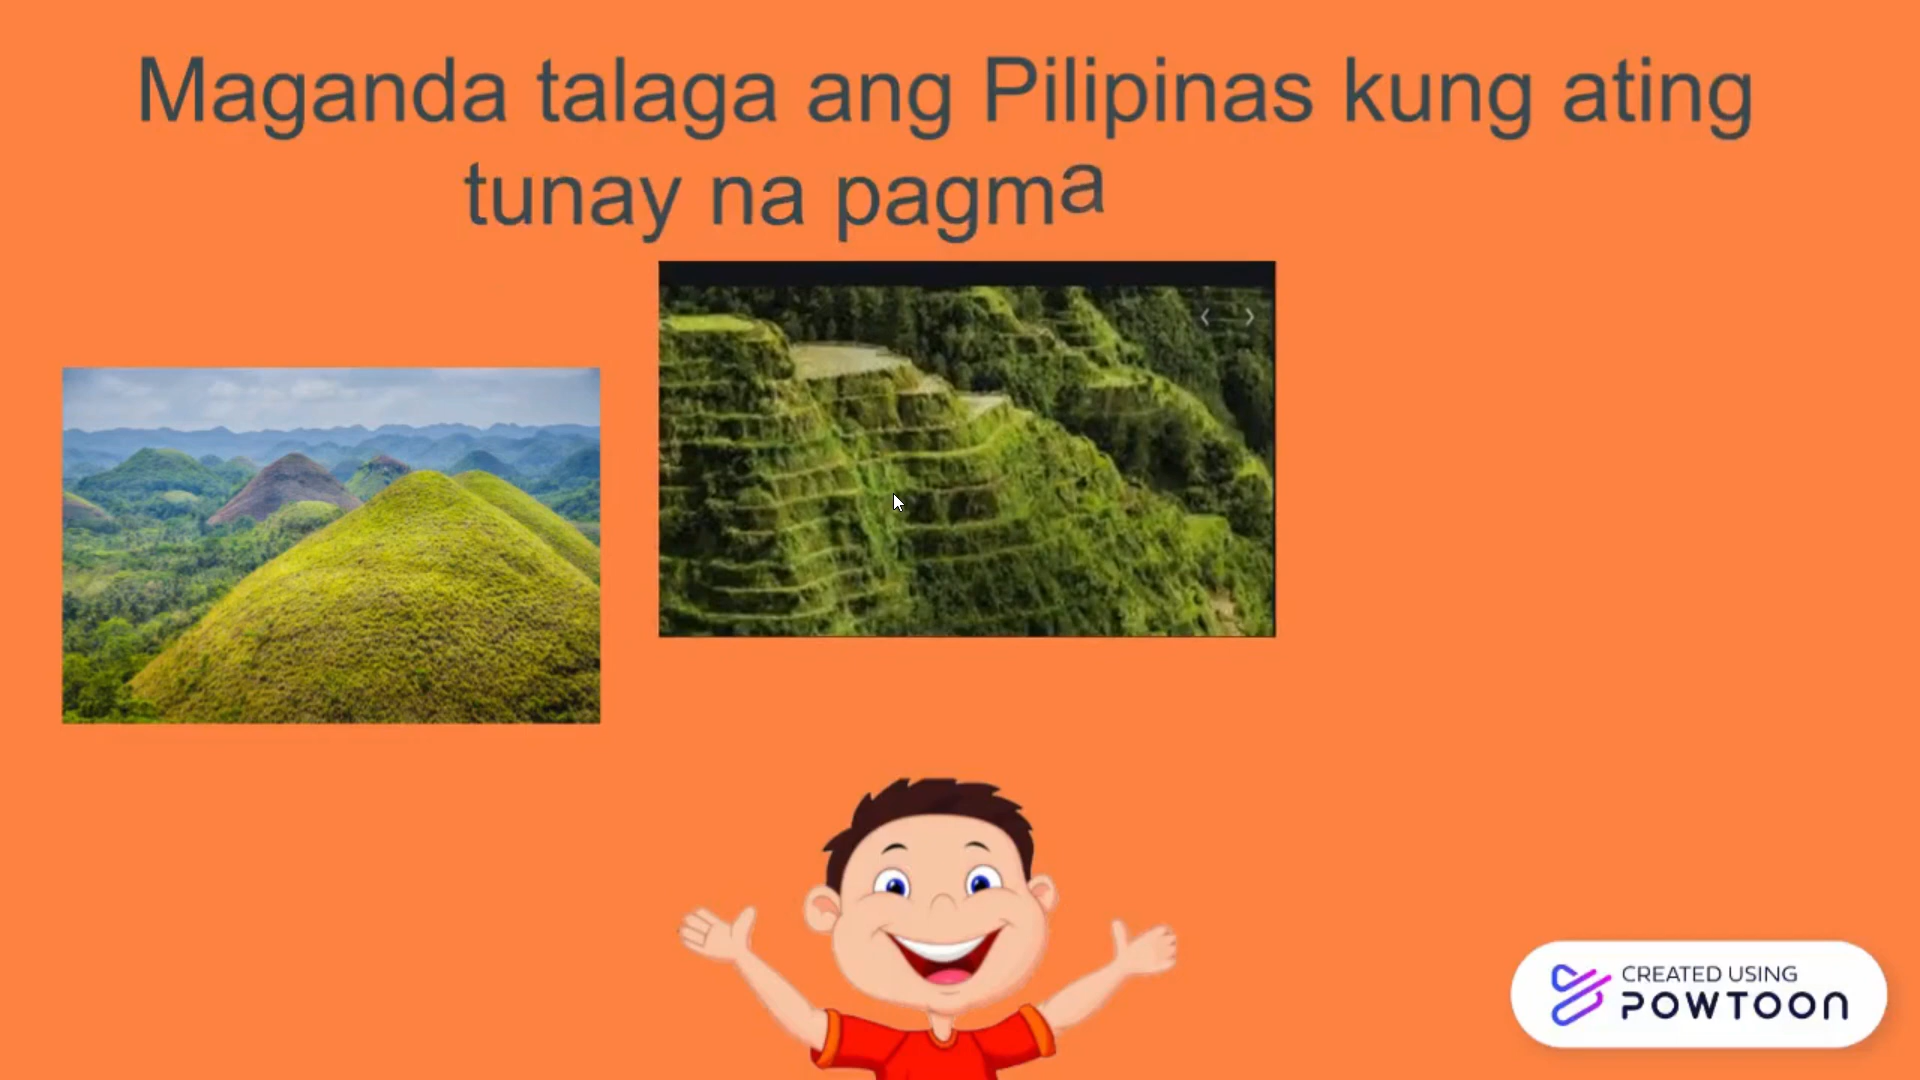 Maganda talaga ang Pilipinas kung ating
tunay na pagma
CREATED USING
POWTOON